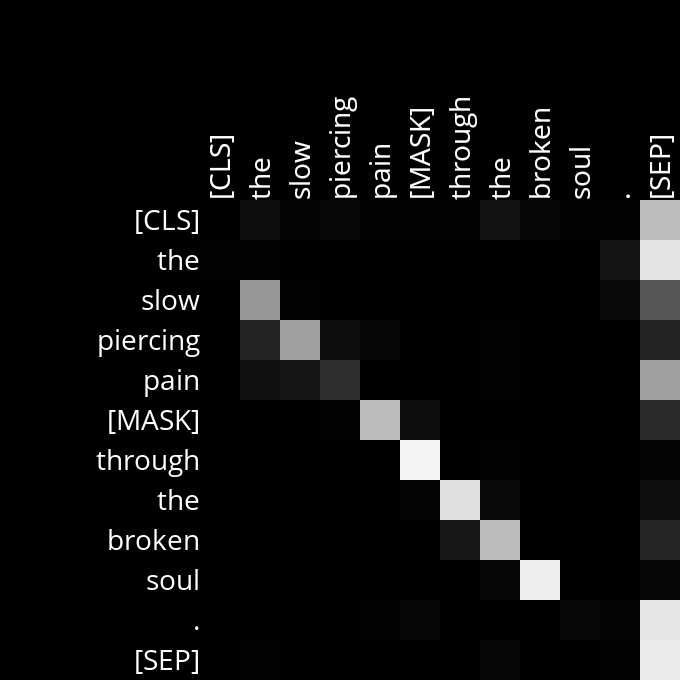 [CLS] the slow piercing pain [MASK] through the broken soul . [SEP]
[CLS]
the
slow
piercing
pain
[MASK]
through
the
broken
soul
.
[SEP]